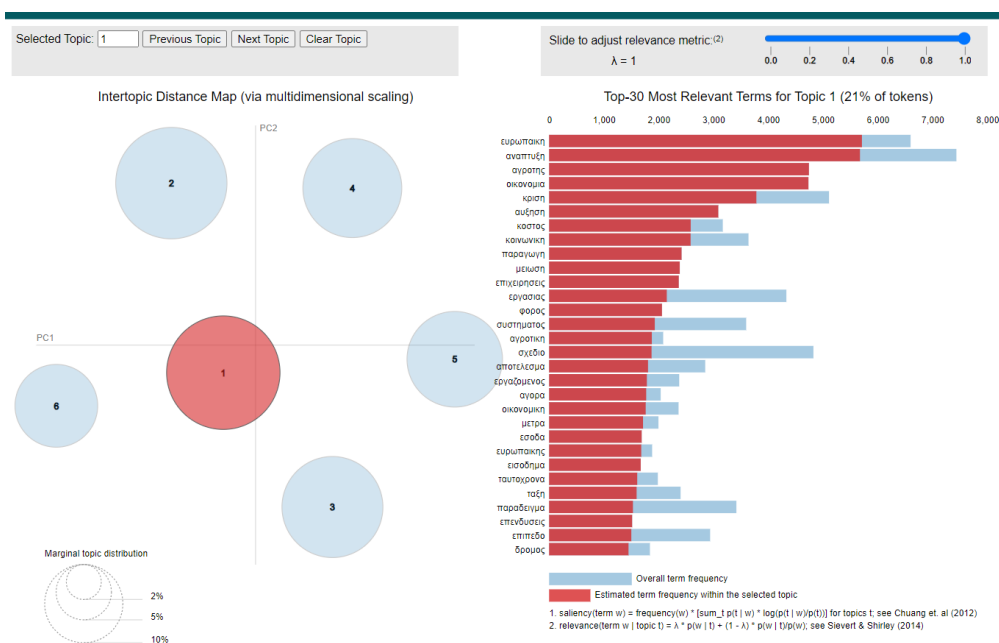 Selected Topic: 1 Previous Topic Next Topic Clear Topic
Slide to adjust relevance metric:(2)
λ = 1
0.0 0.2 0.4 0.6 0.8 1.0
Intertopic Distance Map (via multidimensional scaling)
PC2
PC1
2
4
1
5
6
3
Marginal topic distribution
2%
5%
10%
Top-30 Most Relevant Terms for Topic 1 (21% of tokens)
0 1,000 2,000 3,000 4,000 5,000 6,000 7,000 8,000
ευρωπαικη
αναπτυξη
αγροτης
οικονομια
κριση
αυξηση
κοστος
κοινωνικη
παραγωγη
μειωση
επιχειρησεις
εργασιας
φορος
συστηματος
αγροτικη
σχεδιο
αποτελεσμα
εργαζομενος
αγορα
οικονομικη
μετρα
εσοδα
ευρωπαικης
εισοδημα
ταυτοχρονα
ταξη
παραδειγμα
επενδυσεις
επιπεδο
δρομος
Overall term frequency
Estimated term frequency within the selected topic
1. saliency(term w) = frequency(w) * [sum_t p(t | w) * log(p(t | w)/p(t))] for topics t; see Chuang et. al (2012)
2. relevance(term w | topic t) = λ * p(w | t) + (1 - λ) * p(w | t)/p(w); see Sievert & Shirley (2014)